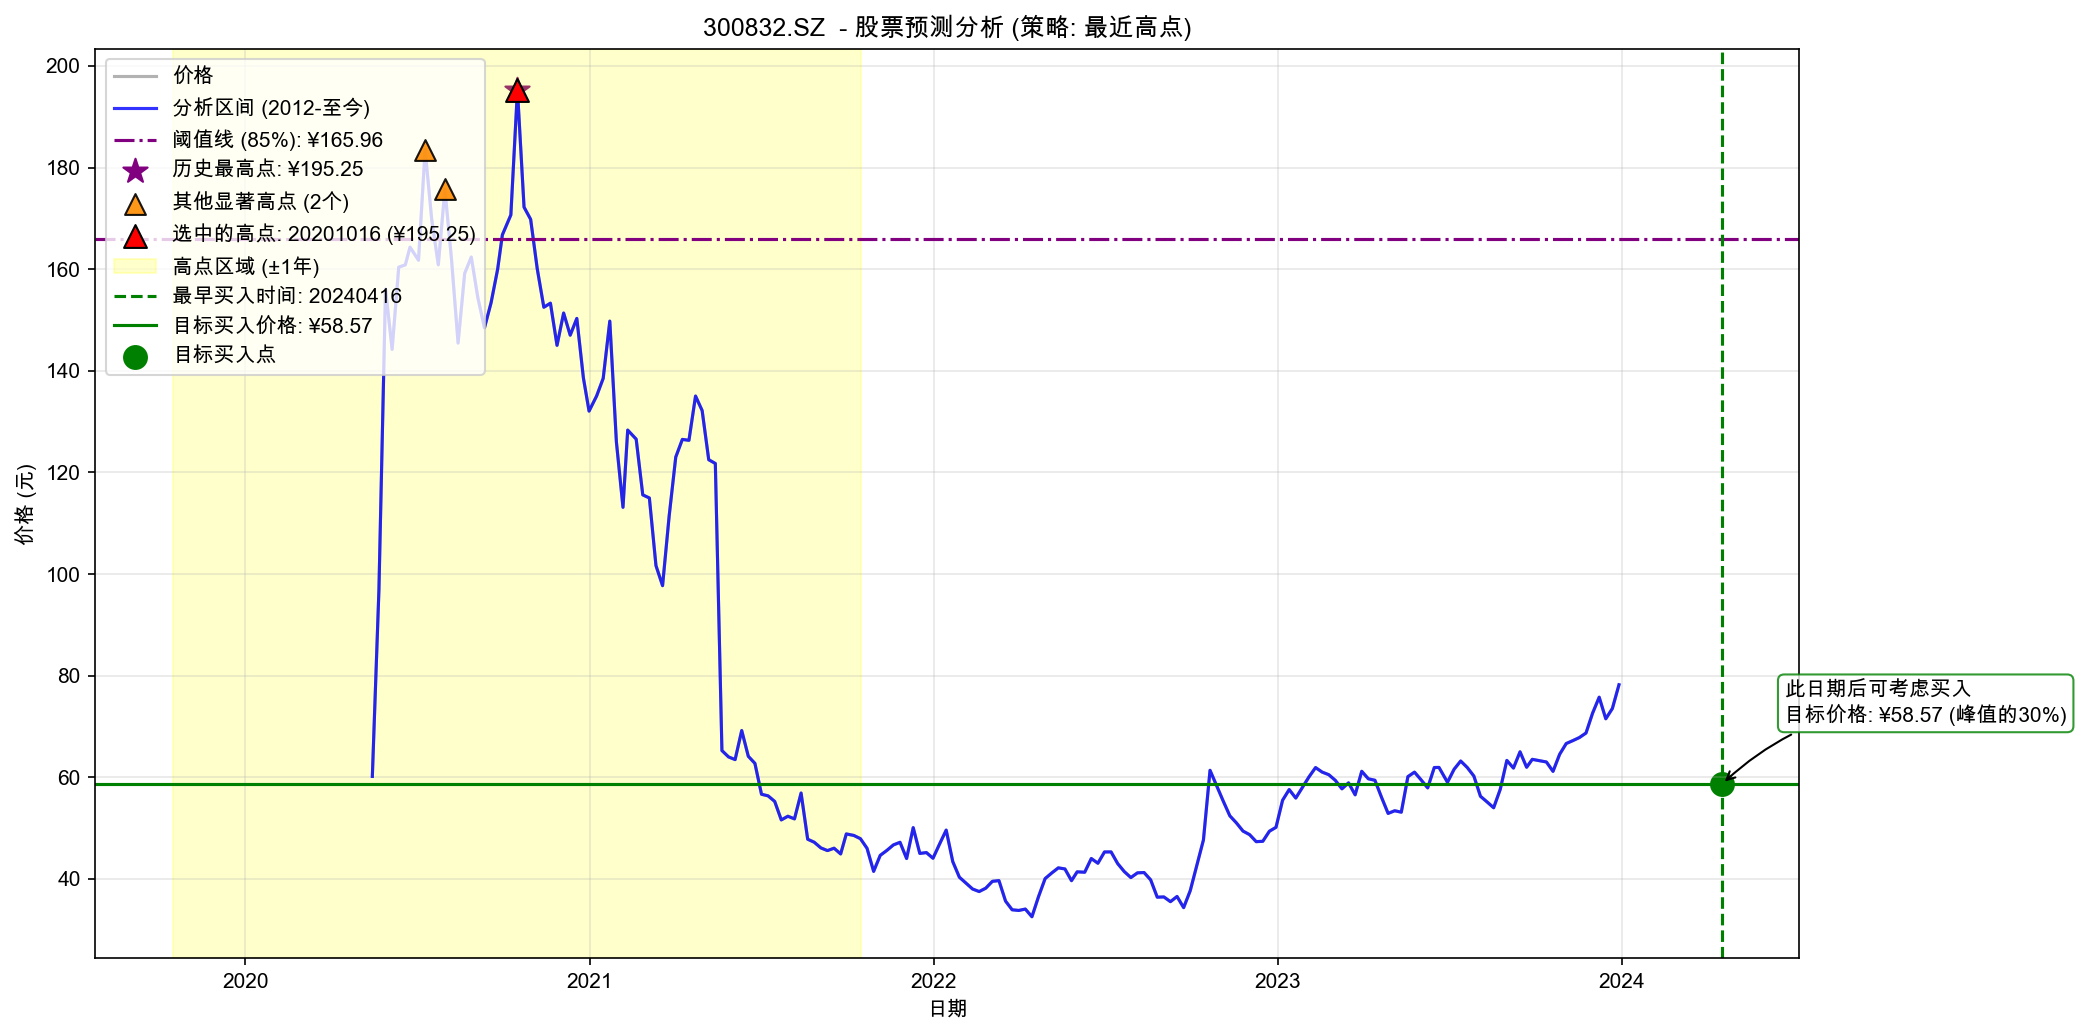 300832.SZ  - 股票预测分析 (策略: 最近高点)
价格
分析区间 (2012-至今)
阈值线 (85%): ¥165.96
历史最高点: ¥195.25
其他显著高点 (2个)
选中的高点: 20201016 (¥195.25)
高点区域 (±1年)
最早买入时间: 20240416
目标买入价格: ¥58.57
目标买入点
价格 (元)
200
180
160
140
120
100
80
60
40
此日期后可考虑买入
目标价格: ¥58.57 (峰值的30%)
2020
2021
2022
2023
2024
日期